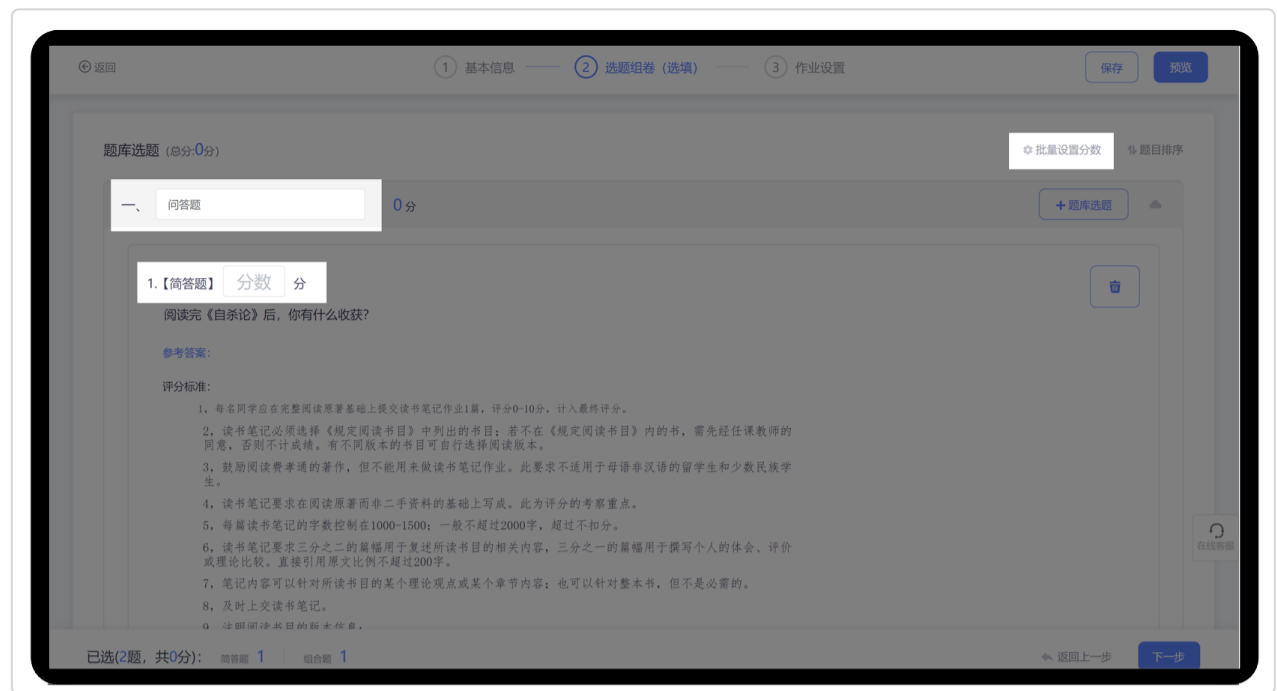 返回
1 基本信息
2 选题组卷（选填）
3 作业设置
保存
预览
题库选题 (总分:0分)
批量设置分数
题目排序
一、 问答题 0 分
+ 题库选题
1.【简答题】 分数 分
阅读完《自杀论》后，你有什么收获?
参考答案:
评分标准:
1，每名同学应在完整阅读原著基础上提交读书笔记作业1篇，评分0-10分，计入最终评分。
2，读书笔记必须选择《规定阅读书目》中列出的书目；若不在《规定阅读书目》内的书，需先经任课教师的
同意，否则不计成绩。有不同版本的书目可自行选择阅读版本。
3，鼓励阅读费孝通的著作，但不能用来做读书笔记作业。此要求不适用于母语非汉语的留学生和少数民族学
生。
4，读书笔记要求在阅读原著而非二手资料的基础上写成。此为评分的考察重点。
5，每篇读书笔记的字数控制在1000-1500；一般不超过2000字，超过不扣分。
6，读书笔记要求三分之二的篇幅用于复述所读书目的相关内容，三分之一的篇幅用于撰写个人的体会、评价
或理论比较。直接引用原文比例不超过200字。
7，笔记内容可以针对所读书目的某个理论观点或某个章节内容；也可以针对整本书，但不是必需的。
8，及时上交读书笔记。
9，注明阅读书目的版本信息；
在线客服
已选(2题，共0分)： 简答题 1 组合题 1
返回上一步
下一步